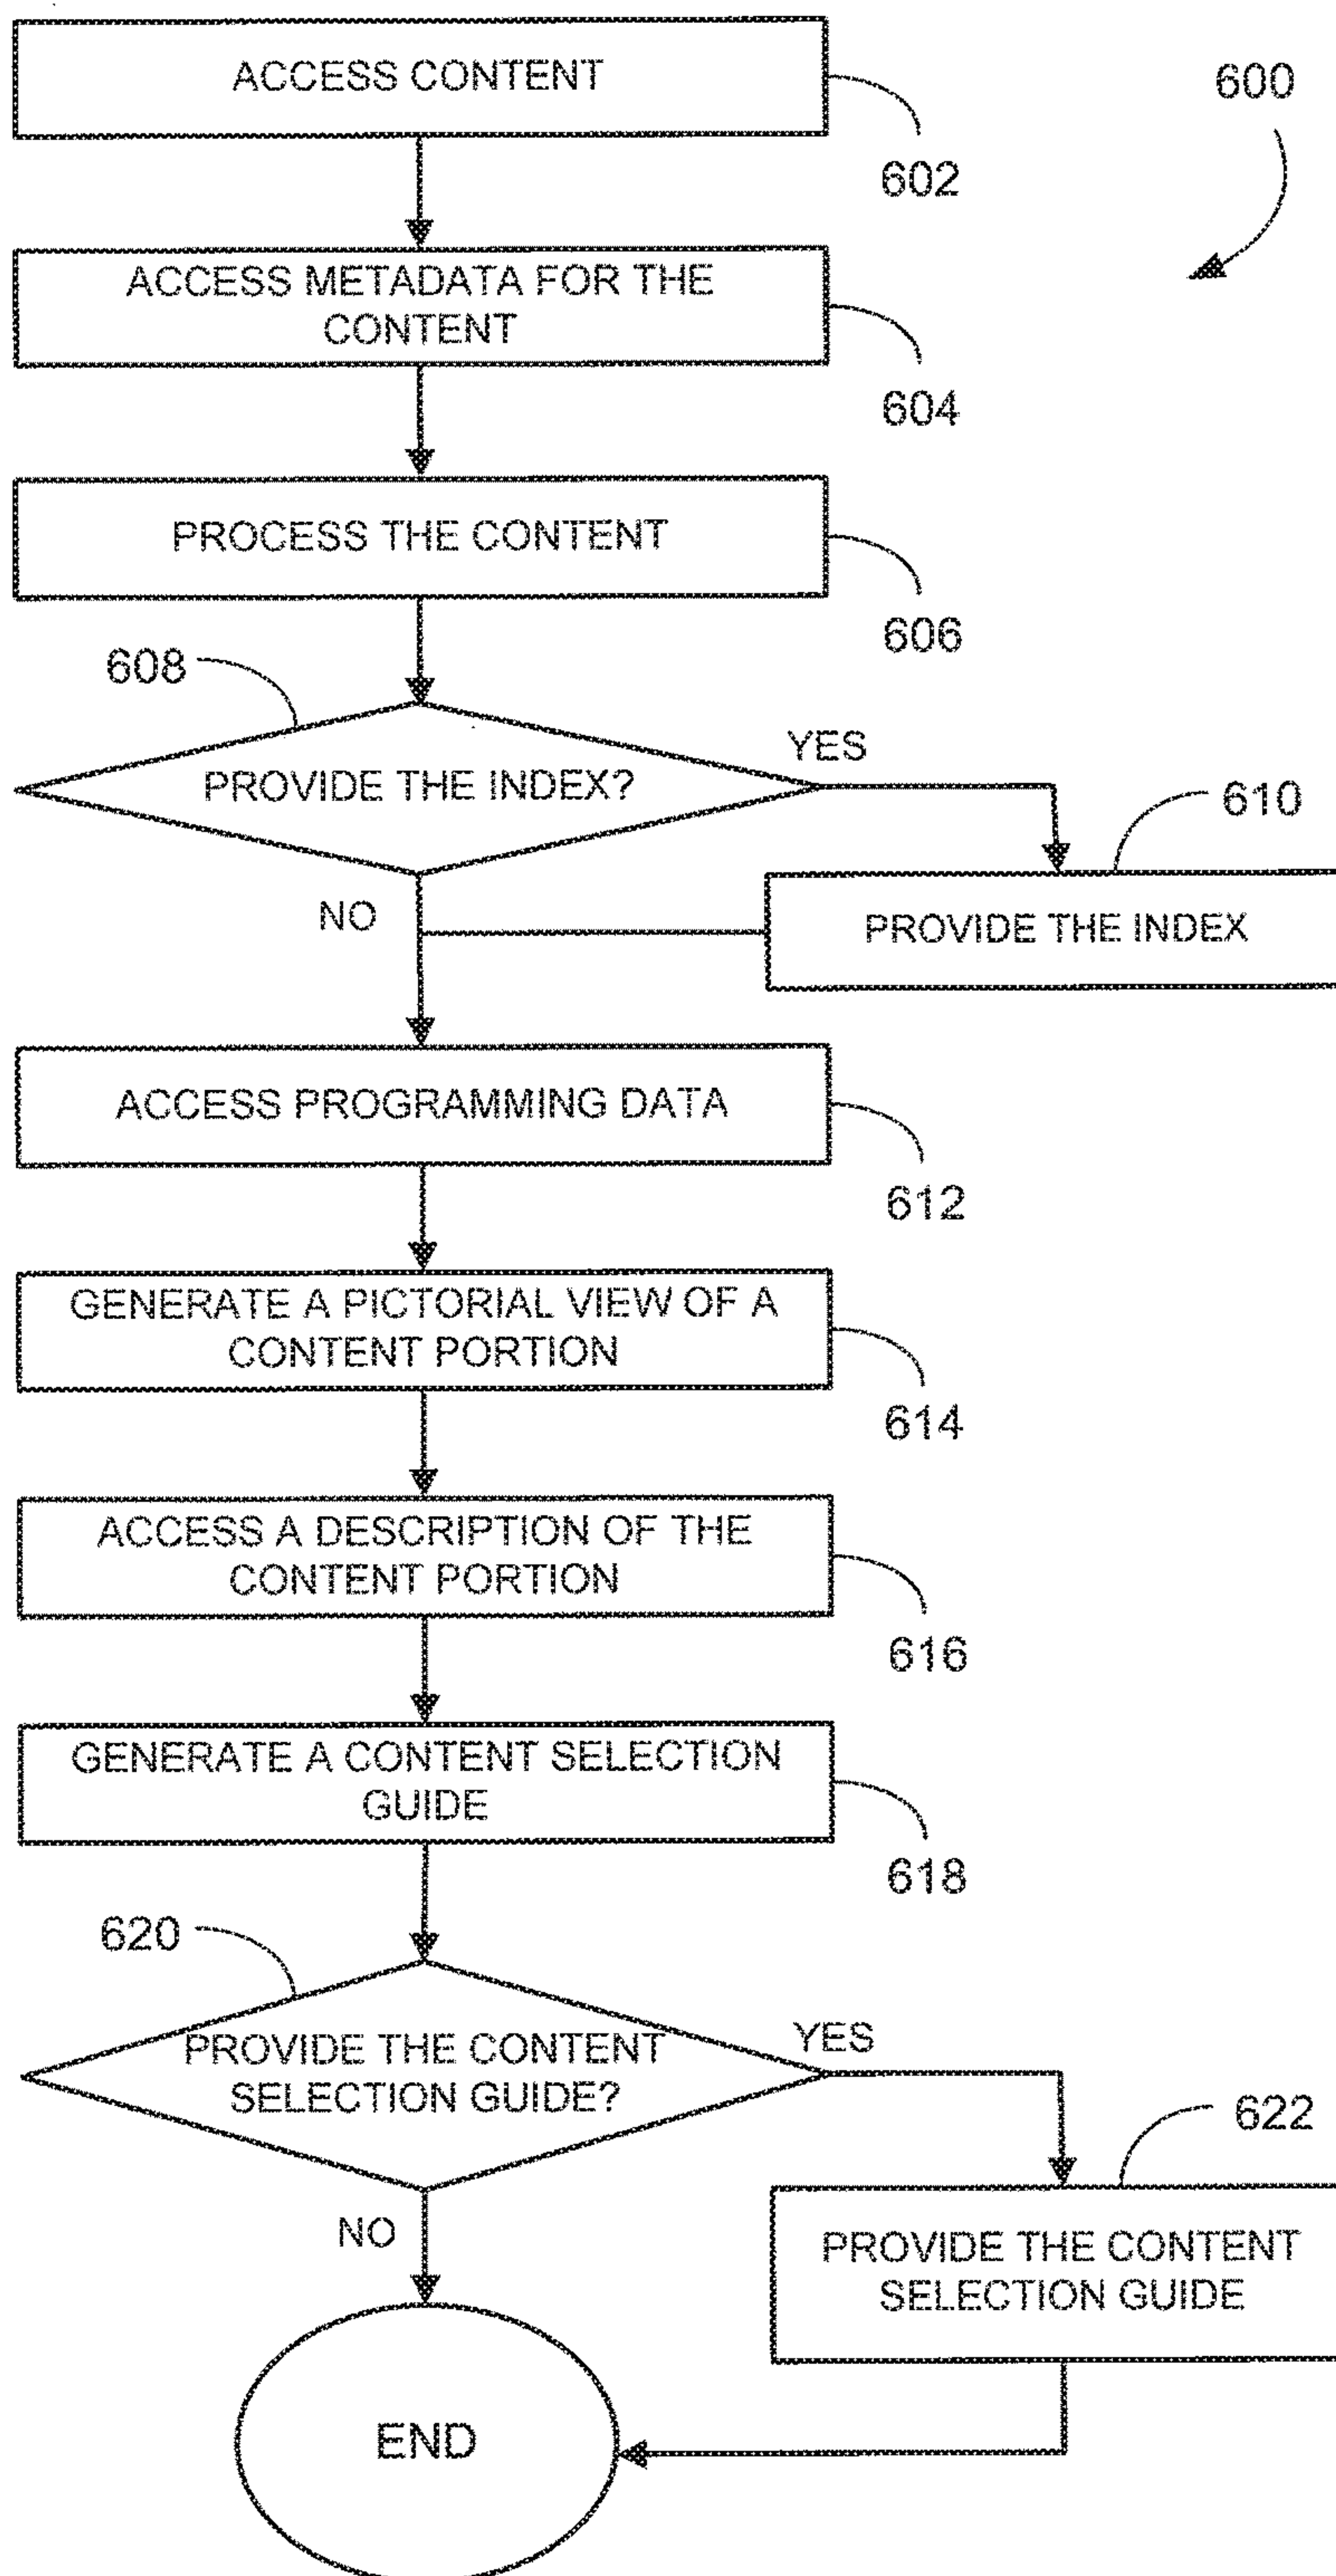 ACCESS CONTENT
600
602
ACCESS METADATA FOR THE
CONTENT
604
PROCESS THE CONTENT
606
608
PROVIDE THE INDEX?
YES
610
NO
PROVIDE THE INDEX
ACCESS PROGRAMMING DATA
612
GENERATE A PICTORIAL VIEW OF A
CONTENT PORTION
614
ACCESS A DESCRIPTION OF THE
CONTENT PORTION
616
GENERATE A CONTENT SELECTION
GUIDE
618
620
PROVIDE THE CONTENT
SELECTION GUIDE?
YES
622
NO
PROVIDE THE CONTENT
SELECTION GUIDE
END